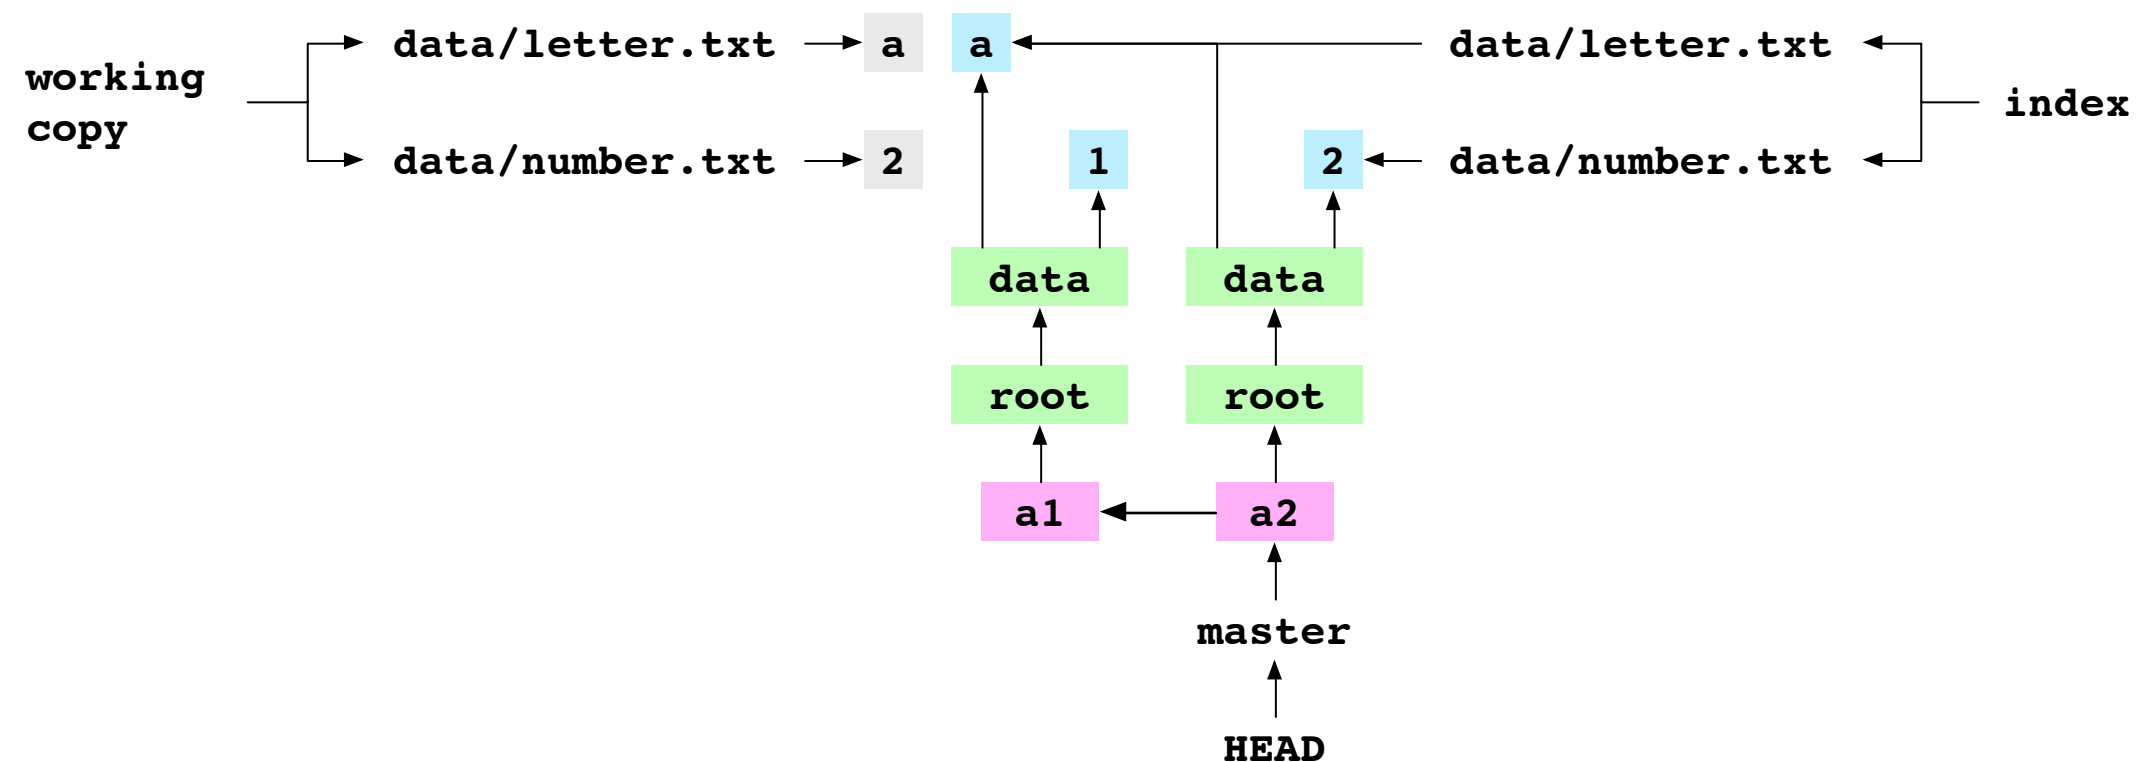 data/letter.txt a a data/letter.txt
working
copy
index
data/number.txt 2 1 2 data/number.txt
data data
root root
a1 a2
master
HEAD